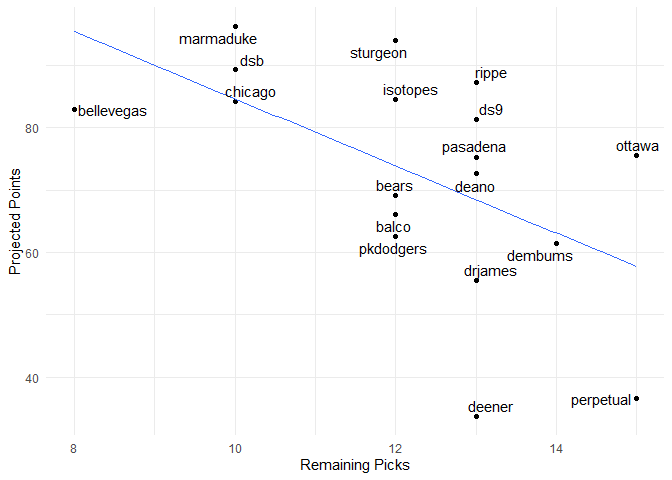 marmaduke
sturgeon
dsb
rippe
isotopes
chicago
bellevegas
ds9
80
pasadena
ottawa
bears
deano
balco
pkdodgers
dembums
60
drjames
40
deener
perpetual
8
10
12
14
Remaining Picks
Projected Points